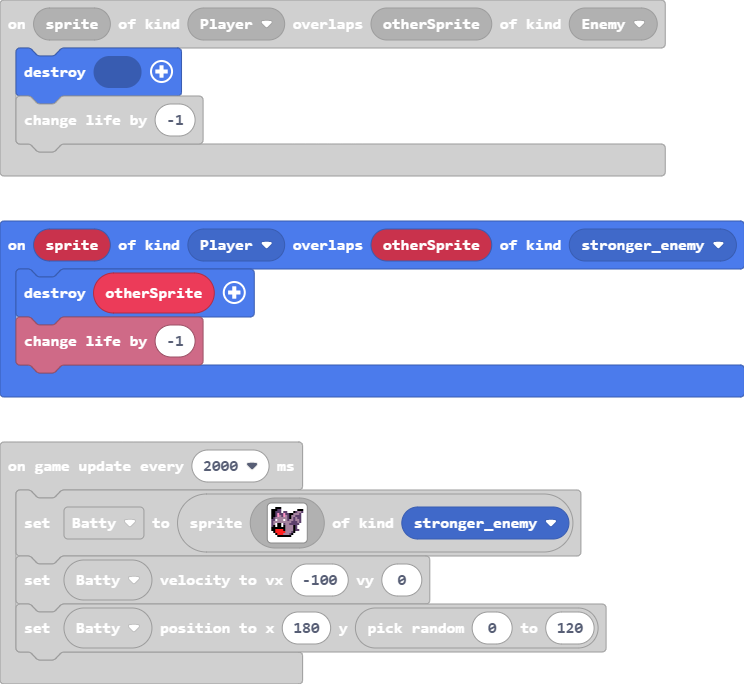 on sprite of kind Player overlaps otherSprite of kind Enemy
destroy
change life by -1
on sprite of kind Player overlaps otherSprite of kind stronger_enemy
destroy otherSprite
change life by -1
on game update every 2000 ms
set Batty to sprite of kind stronger_enemy
set Batty velocity to vx -100 vy 0
set Batty position to x 180 y pick random 0 to 120